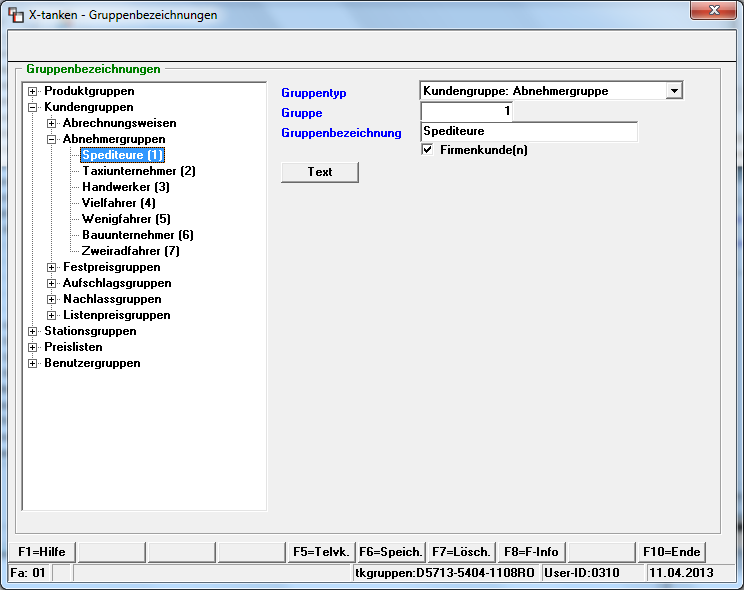 X-tanken - Gruppenbezeichnungen
Gruppenbezeichnungen
Produktgruppen
Kundengruppen
Abrechnungsweisen
Abnehmergruppen
Spediteure (1)
Taxiunternehmer (2)
Handwerker (3)
Vielfahrer (4)
Wenigfahrer (5)
Bauunternehmer (6)
Zweiradfahrer (7)
Festpreisgruppen
Aufschlagsgruppen
Nachlassgruppen
Listenpreisgruppen
Stationsgruppen
Preislisten
Benutzergruppen
Gruppentyp Kundengruppe: Abnehmergruppe
Gruppe 1
Gruppenbezeichnung Spediteure
Firmenkunde(n)
Text
F1=Hilfe F5=Telvk. F6=Speich. F7=Lösch. F8=F-Info F10=Ende
Fa: 01 tkgruppen:D5713-5404-1108RO User-ID:0310 11.04.2013